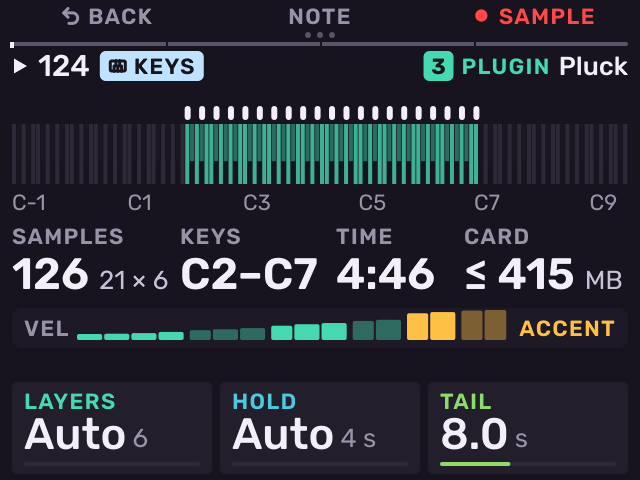 BACK NOTE SAMPLE
124 KEYS 3 PLUGIN Pluck
C-1 C1 C3 C5 C7 C9
SAMPLES KEYS TIME CARD
126 21 × 6 C2–C7 4:46 ≤ 415 MB
VEL ACCENT
LAYERS HOLD TAIL
Auto 6 Auto 4 s 8.0 s